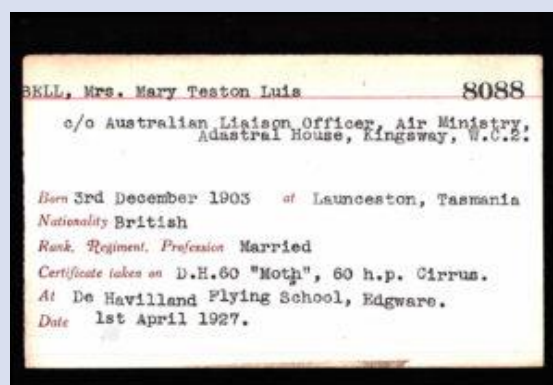 BELL, Mrs. Mary Teston Luis 8088
c/o Australian Liaison Officer, Air Ministry,
Adastral House, Kingsway, W.C.2.
Born 3rd December 1903 at Launceston, Tasmania
Nationality British
Rank, Regiment, Profession Married
Certificate taken on D.H.60 "Moth", 60 h.p. Cirrus.
At De Havilland Flying School, Edgware.
Date 1st April 1927.